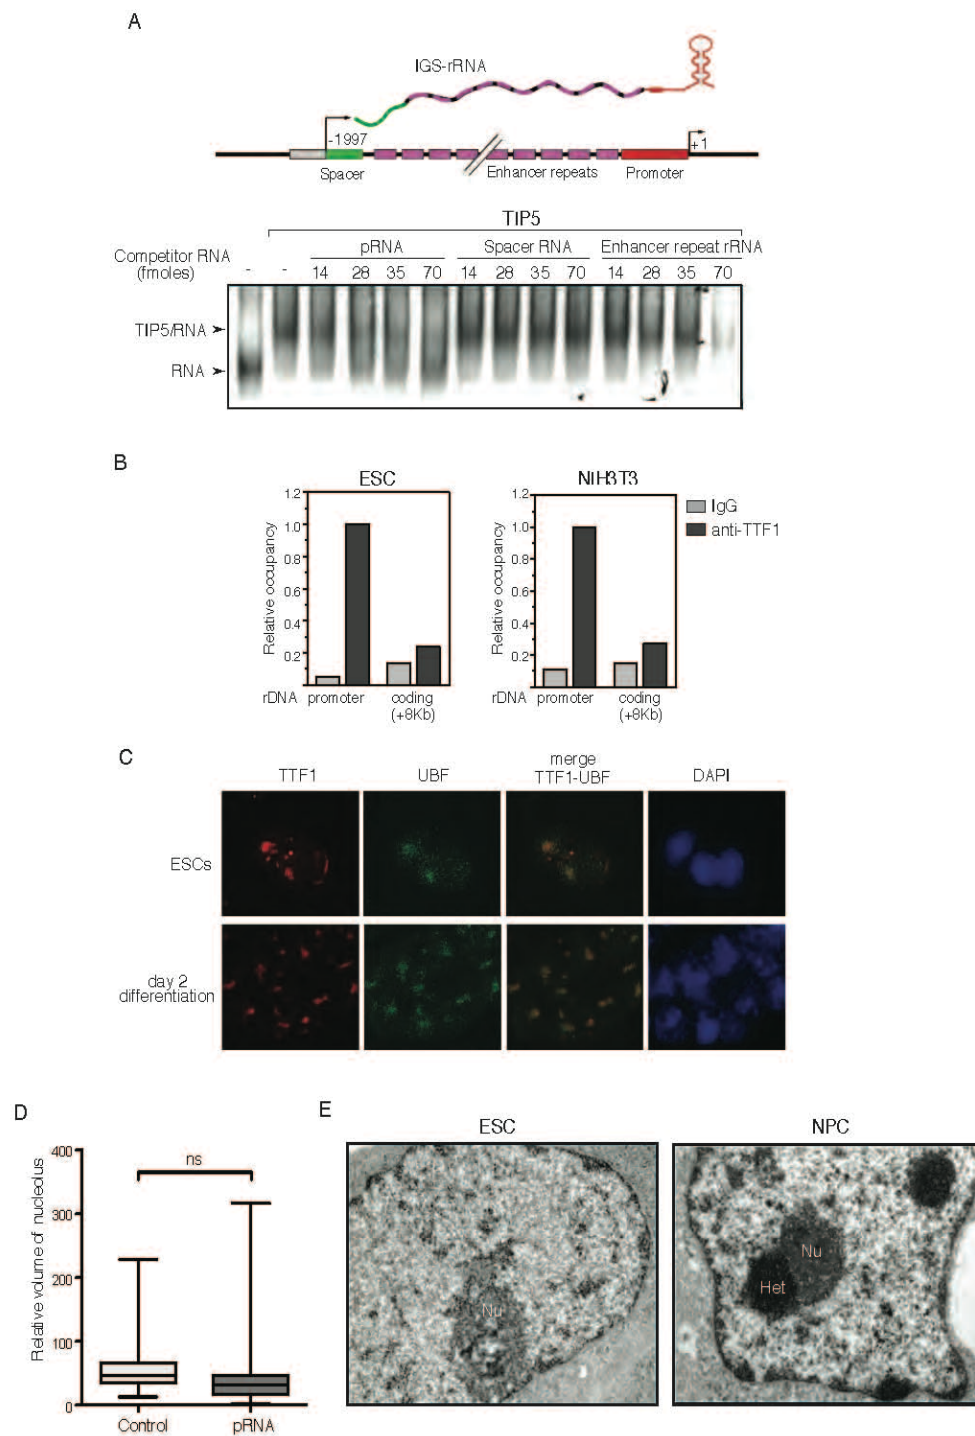 A
IGS-rRNA
-1997
+1
Spacer
Enhancer repeats
Promoter
TIP5
Competitor RNA
(fmoles)
pRNA
Spacer RNA
Enhancer repeat rRNA
- - 14 28 35 70 14 28 35 70 14 28 35 70
TIP5/RNA
RNA
B
ESC
NIH3T3
IgG
anti-TTF1
Relative occupancy
1.2
1.0
0.8
0.6
0.4
0.2
rDNA promoter coding
(+8Kb)
Relative occupancy
1.2
1.0
0.8
0.6
0.4
0.2
rDNA promoter coding
(+8Kb)
C
TTF1
UBF
merge
TTF1-UBF
DAPI
ESCs
day 2
differentiation
D
Relative volume of nucleolus
400
300
200
100
0
ns
Control
pRNA
E
ESC
NPC
Nu
Nu
Het